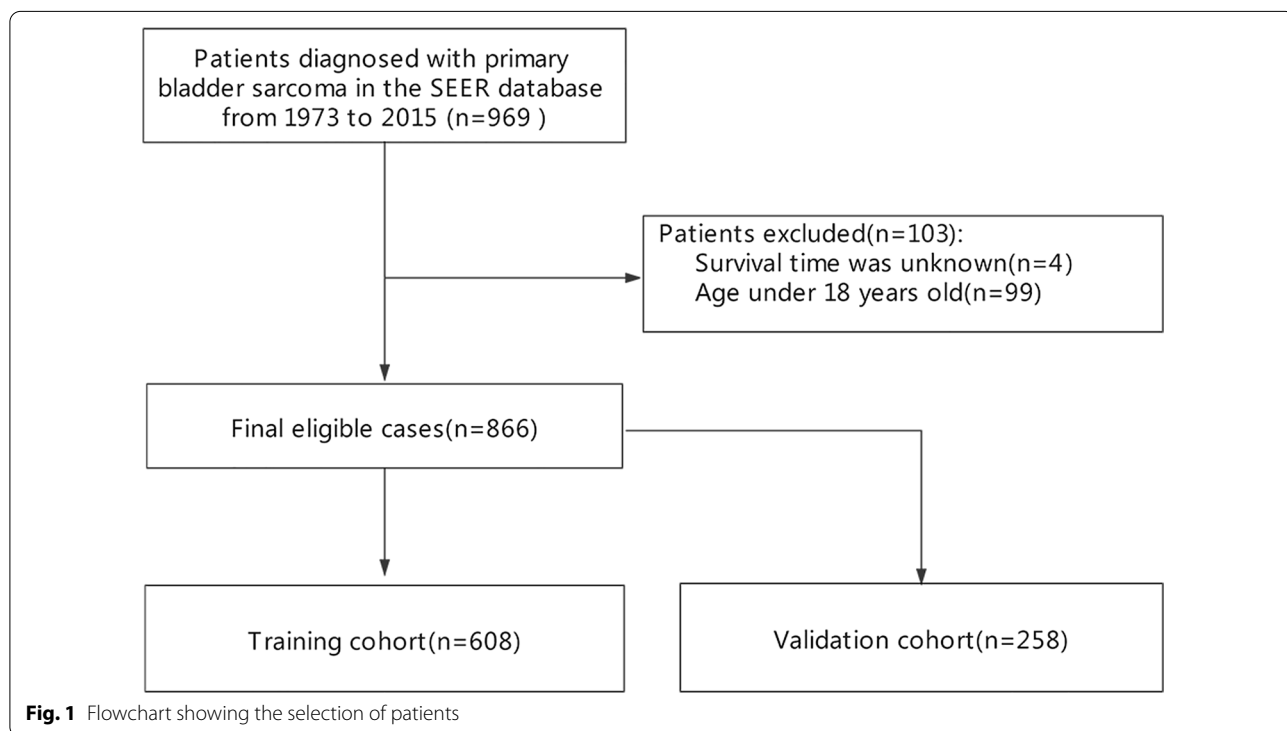 Patients diagnosed with primary
bladder sarcoma in the SEER database
from 1973 to 2015 (n=969 )
Patients excluded(n=103):
Survival time was unknown(n=4)
Age under 18 years old(n=99)
Final eligible cases(n=866)
Training cohort(n=608)
Validation cohort(n=258)
Fig. 1 Flowchart showing the selection of patients